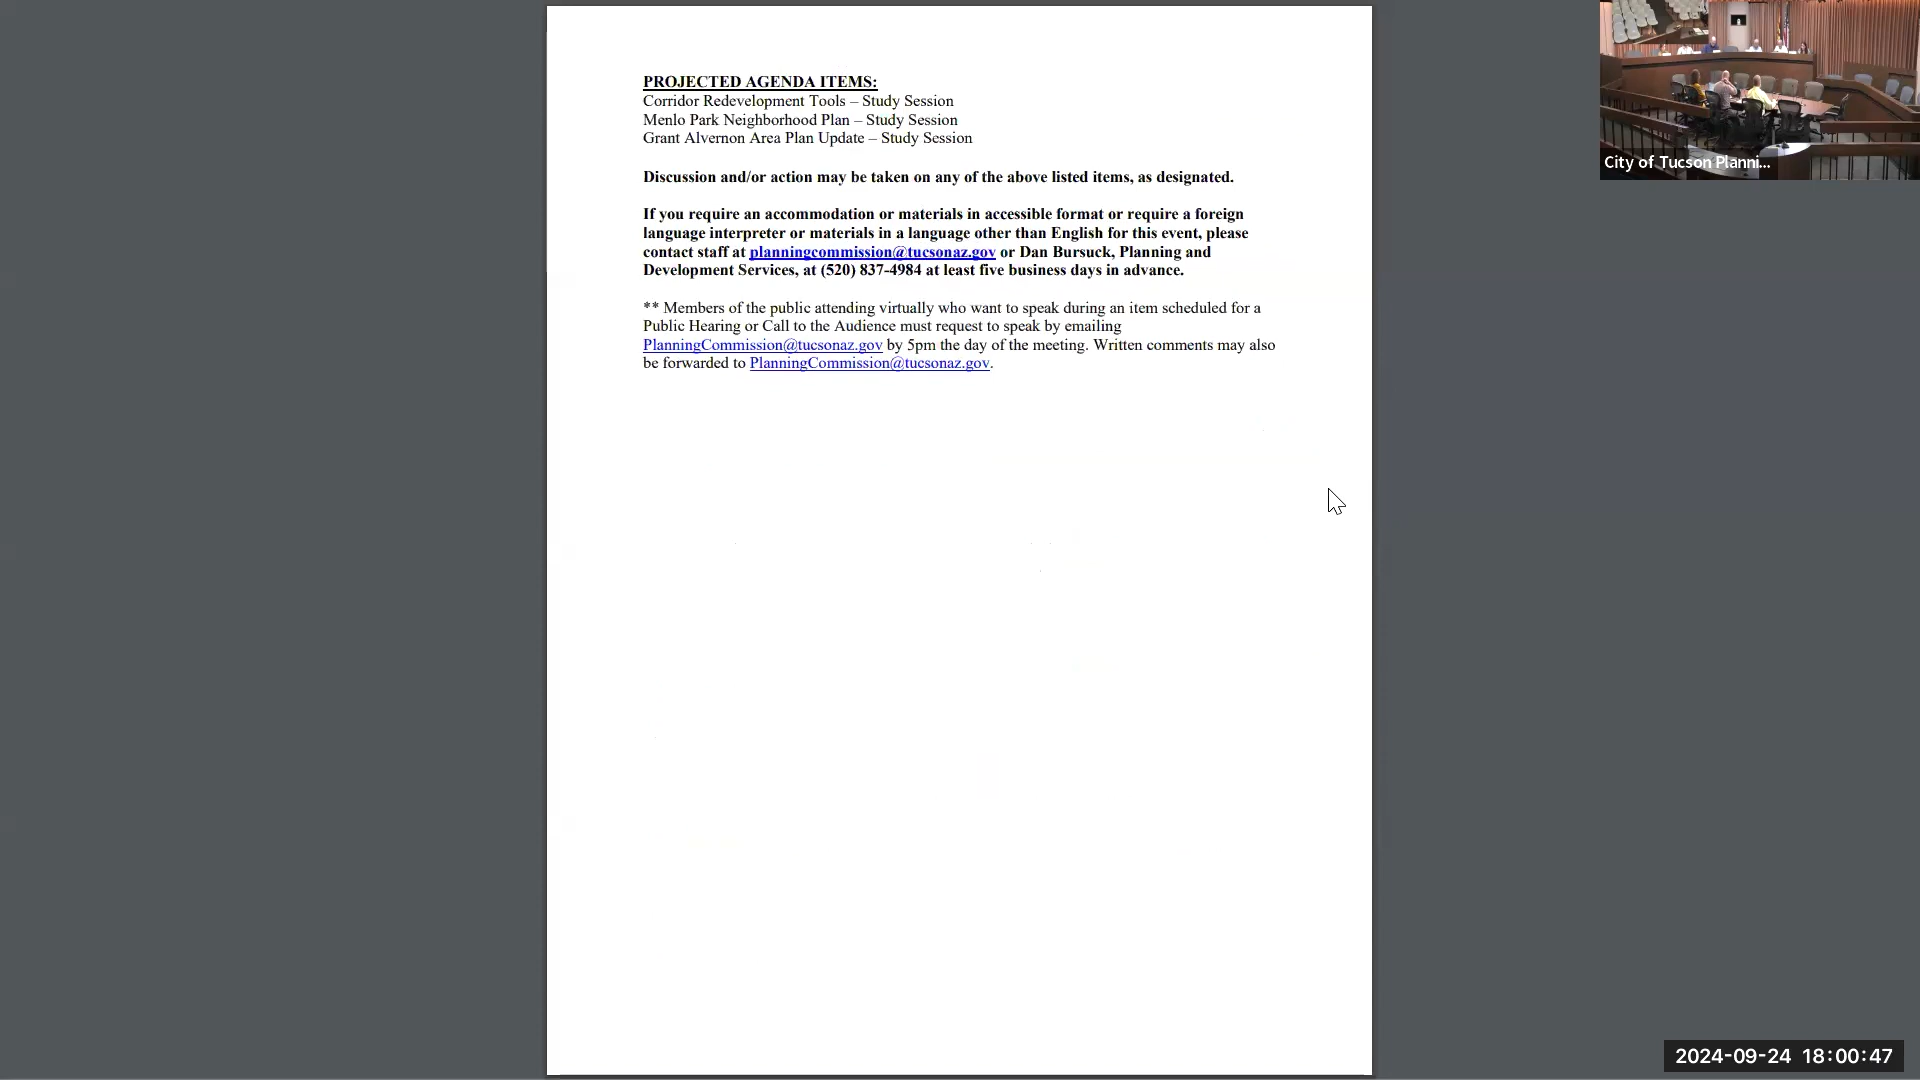 PROJECTED AGENDA ITEMS:
Corridor Redevelopment Tools – Study Session
Menlo Park Neighborhood Plan – Study Session
Grant Alvernon Area Plan Update – Study Session
Discussion and/or action may be taken on any of the above listed items, as designated.
If you require an accommodation or materials in accessible format or require a foreign
language interpreter or materials in a language other than English for this event, please
contact staff at planningcommission@tucsonaz.gov or Dan Bursuck, Planning and
Development Services, at (520) 837-4984 at least five business days in advance.
** Members of the public attending virtually who want to speak during an item scheduled for a
Public Hearing or Call to the Audience must request to speak by emailing
PlanningCommission@tucsonaz.gov by 5pm the day of the meeting. Written comments may also
be forwarded to PlanningCommission@tucsonaz.gov.
City of Tucson Planni...
2024-09-24 18:00:47